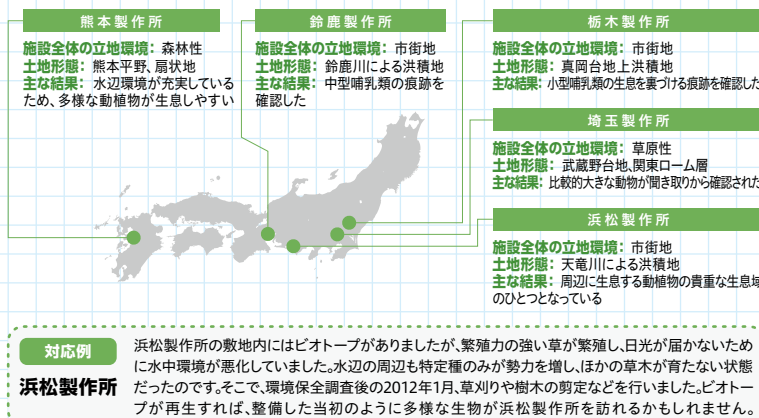 熊本製作所
施設全体の立地環境：森林性
土地形態：熊本平野、扇状地
主な結果：水辺環境が充実している
ため、多様な動植物が生息しやすい
鈴鹿製作所
施設全体の立地環境：市街地
土地形態：鈴鹿川による洪積地
主な結果：中型哺乳類の痕跡を
確認した
栃木製作所
施設全体の立地環境：市街地
土地形態：真岡台地上洪積地
主な結果：小型哺乳類の生息を裏づける痕跡を確認した
埼玉製作所
施設全体の立地環境：草原性
土地形態：武蔵野台地、関東ローム層
主な結果：比較的大きな動物が聞き取りから確認された
浜松製作所
施設全体の立地環境：市街地
土地形態：天竜川による洪積地
主な結果：周辺に生息する動植物の貴重な生息域
のひとつとなっている
対応例
浜松製作所
浜松製作所の敷地内にはビオトープがありましたが、繁殖力の強い草が繁殖し、日光が届かないため
に水中環境が悪化していました。水辺の周辺も特定種のみが勢力を増し、ほかの草木が育たない状態
だったのです。そこで、環境保全調査後の2012年1月、草刈りや樹木の剪定などを行いました。ビオトー
プが再生すれば、整備した当初のように多様な生物が浜松製作所を訪れるかもしれません。